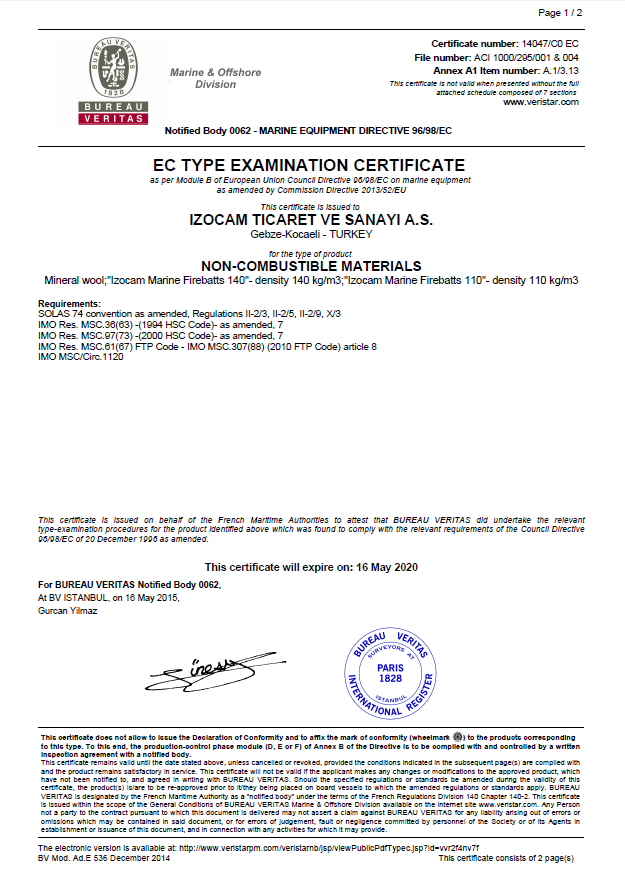 Page 1 / 2
BUREAU VERITAS
1828
BUREAU
VERITAS
Marine & Offshore
Division
Certificate number: 14047/C0 EC
File number: ACI 1000/295/001 & 004
Annex A1 Item number: A.1/3.13
This certificate is not valid when presented without the full
attached schedule composed of 7 sections
www.veristar.com
Notified Body 0062 - MARINE EQUIPMENT DIRECTIVE 96/98/EC
EC TYPE EXAMINATION CERTIFICATE
as per Module B of European Union Council Directive 96/98/EC on marine equipment
as amended by Commission Directive 2013/52/EU
This certificate is issued to
IZOCAM TICARET VE SANAYI A.S.
Gebze-Kocaeli - TURKEY
for the type of product
NON-COMBUSTIBLE MATERIALS
Mineral wool;"Izocam Marine Firebatts 140"- density 140 kg/m3;"Izocam Marine Firebatts 110"- density 110 kg/m3
Requirements:
SOLAS 74 convention as amended, Regulations II-2/3, II-2/5, II-2/9, X/3
IMO Res. MSC.36(63) -(1994 HSC Code)- as amended, 7
IMO Res. MSC.97(73) -(2000 HSC Code)- as amended, 7
IMO Res. MSC.61(67) FTP Code - IMO MSC.307(88) (2010 FTP Code) article 8
IMO MSC/Circ.1120
This certificate is issued on behalf of the French Maritime Authorities to attest that BUREAU VERITAS did undertake the relevant
type-examination procedures for the product identified above which was found to comply with the relevant requirements of the Council Directive
96/98/EC of 20 December 1996 as amended.
This certificate will expire on: 16 May 2020
For BUREAU VERITAS Notified Body 0062,
At BV ISTANBUL, on 16 May 2015,
Gurcan Yilmaz
BUREAU VERITAS
SURVEYORS AT
PARIS
1828
ISTANBUL
INTERNATIONAL REGISTER
This certificate does not allow to issue the Declaration of Conformity and to affix the mark of conformity (wheelmark ) to the products corresponding
to this type. To this end, the production-control phase module (D, E or F) of Annex B of the Directive is to be complied with and controlled by a written
inspection agreement with a notified body.
This certificate remains valid until the date stated above, unless cancelled or revoked, provided the conditions indicated in the subsequent page(s) are complied with
and the product remains satisfactory in service. This certificate will not be valid if the applicant makes any changes or modifications to the approved product, which
have not been notified to, and agreed in writing with BUREAU VERITAS. Should the specified regulations or standards be amended during the validity of this
certificate, the product(s) is/are to be re-approved prior to it/they being placed on board vessels to which the amended regulations or standards apply. BUREAU
VERITAS is designated by the French Maritime Authority as a "notified body" under the terms of the French Regulations Division 140 Chapter 140-2. This certificate
is issued within the scope of the General Conditions of BUREAU VERITAS Marine & Offshore Division available on the internet site www.veristar.com. Any Person
not a party to the contract pursuant to which this document is delivered may not assert a claim against BUREAU VERITAS for any liability arising out of errors or
omissions which may be contained in said document, or for errors of judgement, fault or negligence committed by personnel of the Society or of its Agents in
establishment or issuance of this document, and in connection with any activities for which it may provide.
The electronic version is available at: http://www.veristarpm.com/veristarnb/jsp/viewPublicPdfTypec.jsp?id=vvr2f4nv7f
BV Mod. Ad.E 536 December 2014
This certificate consists of 2 page(s)